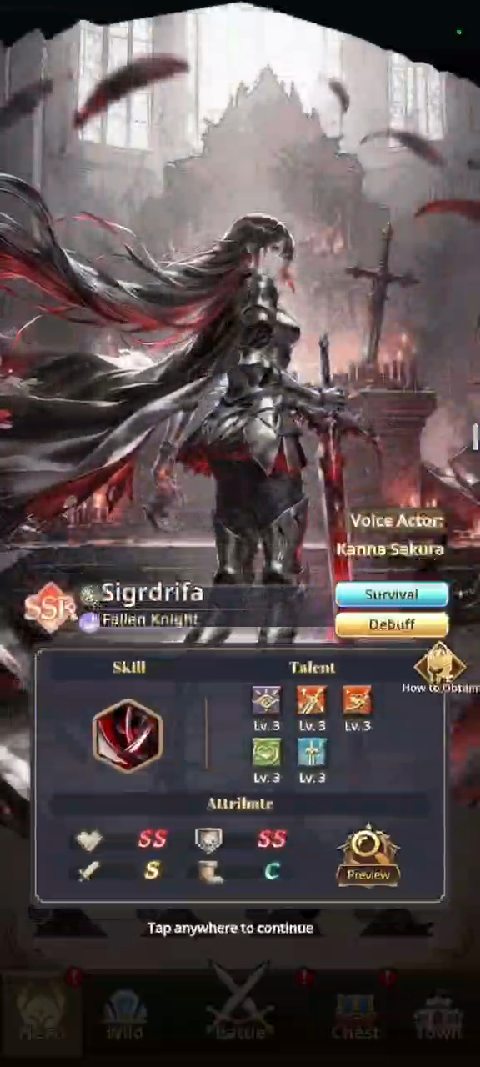 Voice Actor:
Kanna Sakura
SSR
Sigrdrifa
Fallen Knight
Survival
Debuff
How to Obtain
Skill
Talent
Lv. 3
Lv. 3
Lv. 3
Lv. 3
Lv. 3
Attribute
SS
SS
S
C
Preview
Tap anywhere to continue
Hero
Wild
Battle
Chest
Town